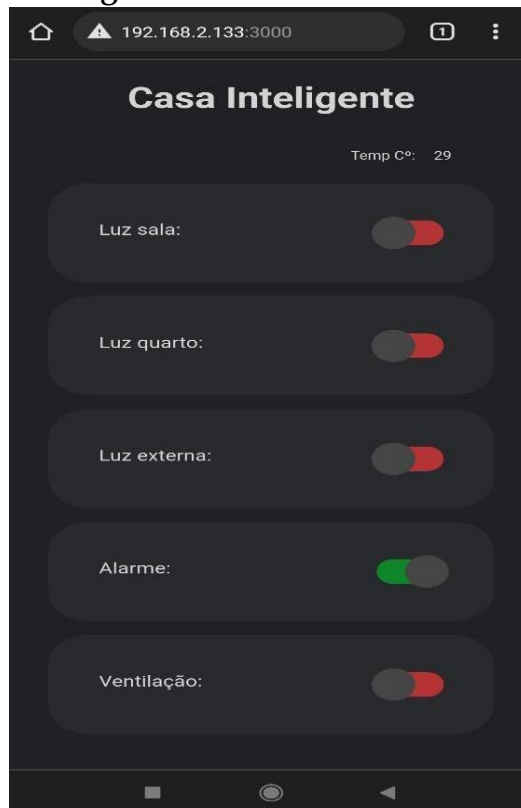 192.168.2.133:3000 1
Casa Inteligente
Temp Cº: 29
Luz sala:
Luz quarto:
Luz externa:
Alarme:
Ventilação: